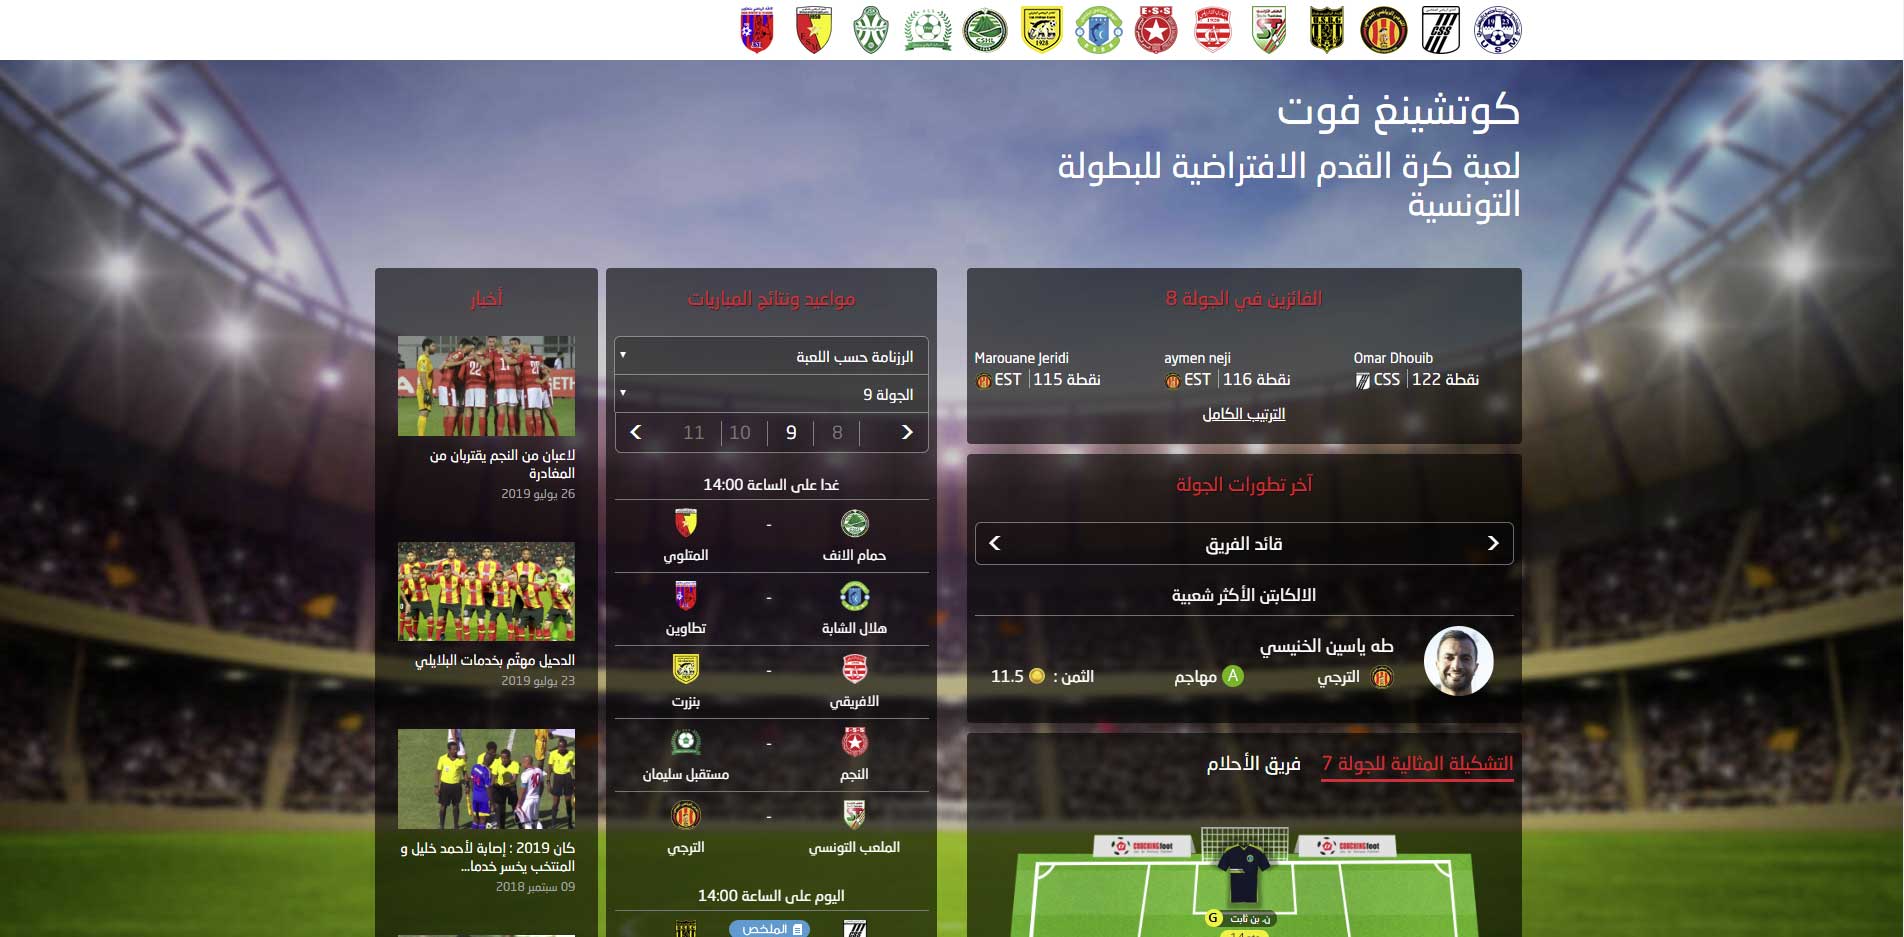 كوتشينغ فوت
لعبة كرة القدم الافتراضية للبطولة
التونسية
الفائزين في الجولة 8
Omar Dhouib
CSS | 122 نقطة
aymen neji
EST | 116 نقطة
Marouane Jeridi
EST | 115 نقطة
الترتيب الكامل
آخر تطورات الجولة
قائد الفريق
الالكابتن الأكثر شعبية
طه ياسين الخنيسي
الترجي
A مهاجم
الثمن : 11.5
التشكيلة المثالية للجولة 7
فريق الأحلام
COACHINGfoot
COACHINGfoot
ن. بن ثابت
G
مواعيد ونتائج المباريات
الرزنامة حسب اللعبة
الجولة 9
8 | 9 | 10 | 11
غدا على الساعة 14:00
حمام الانف - المتلوي
هلال الشابة - تطاوين
الافريقي - بنزرت
النجم - مستقبل سليمان
الملعب التونسي - الترجي
اليوم على الساعة 14:00
الملخص
أخبار
لاعبان من النجم يقتربان من
المغادرة
26 يوليو 2019
الدحيل مهتّم بخدمات البلايلي
23 يوليو 2019
كان 2019 : إصابة لأحمد خليل و
المنتخب يخسر خدما...
09 سبتمبر 2018